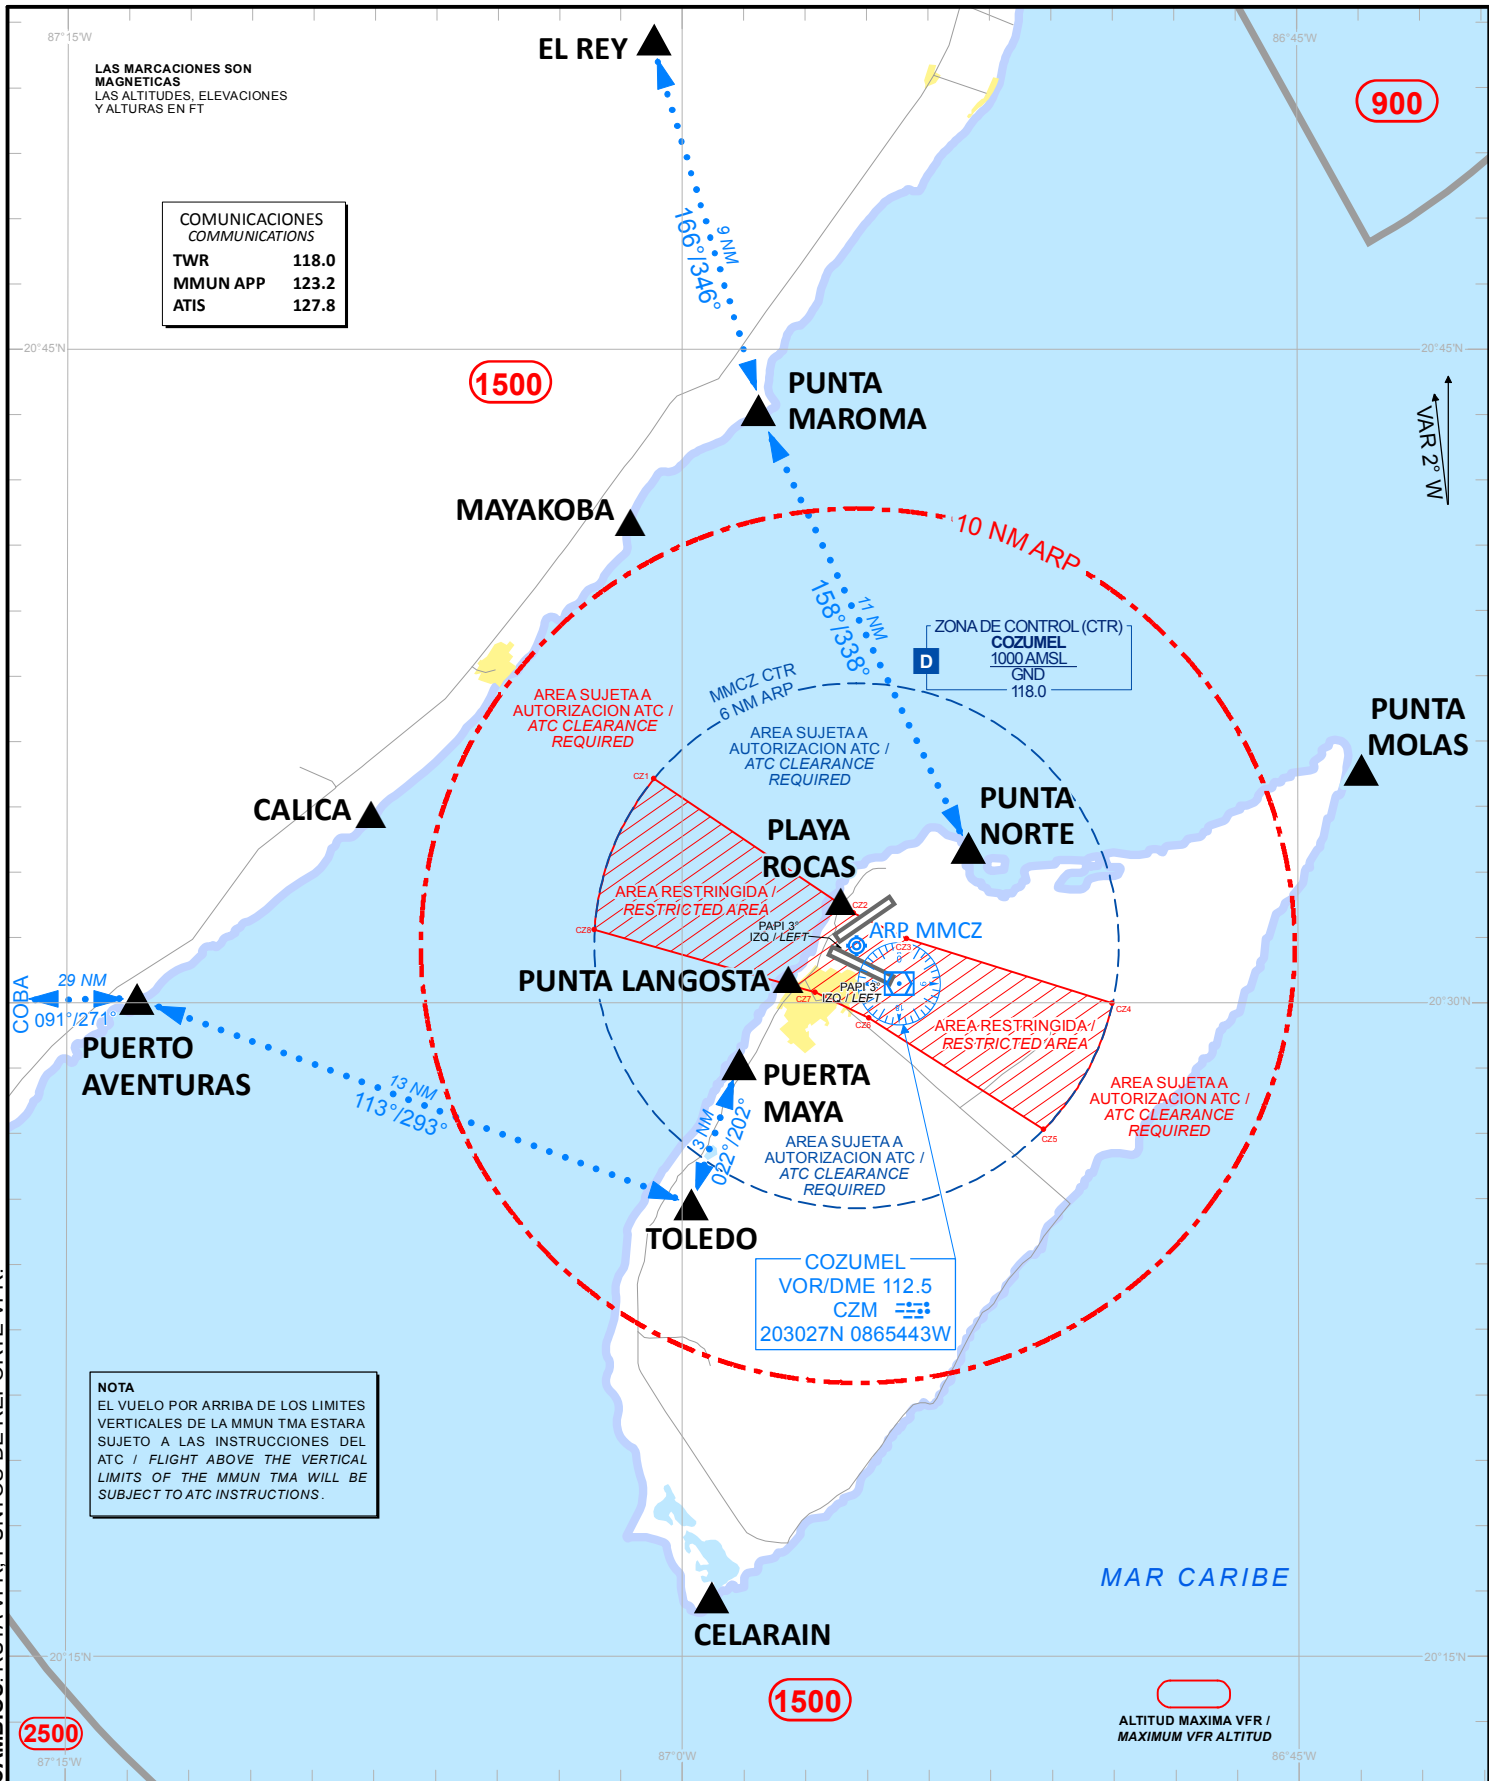 87°15'W
86°45'W
EL REY
LAS MARCACIONES SON
MAGNETICAS
LAS ALTITUDES, ELEVACIONES
Y ALTURAS EN FT
900
COMUNICACIONES
COMMUNICATIONS
TWR 118.0
MMUN APP 123.2
ATIS 127.8
9 NM
166°/346°
20°45'N
20°45'N
1500
PUNTA
MAROMA
VAR 2° W
MAYAKOBA
10 NM ARP
11 NM
158°/338°
ZONA DE CONTROL (CTR)
COZUMEL
1000 AMSL
GND
118.0
D
MMCZ CTR
6 NM ARP
AREA SUJETA A
AUTORIZACION ATC /
ATC CLEARANCE
REQUIRED
AREA SUJETA A
AUTORIZACION ATC /
ATC CLEARANCE
REQUIRED
PUNTA
MOLAS
CZ1
CALICA
PUNTA
NORTE
PLAYA
ROCAS
AREA RESTRINGIDA /
RESTRICTED AREA
CZ2
PAPI 3°
IZQ / LEFT
ARP MMCZ
CZ8
CZ3
PUNTA LANGOSTA
CZ7
PAPI 3°
IZQ / LEFT
CZ6
CZ4
20°30'N
AREA RESTRINGIDA /
RESTRICTED AREA
COBA
29 NM
091°/271°
PUERTO
AVENTURAS
13 NM
113°/293°
PUERTA
MAYA
3 NM
022°/202°
AREA SUJETA A
AUTORIZACION ATC /
ATC CLEARANCE
REQUIRED
CZ5
AREA SUJETA A
AUTORIZACION ATC /
ATC CLEARANCE
REQUIRED
TOLEDO
COZUMEL
VOR/DME 112.5
CZM
203027N 0865443W
NOTA
EL VUELO POR ARRIBA DE LOS LIMITES
VERTICALES DE LA MMUN TMA ESTARA
SUJETO A LAS INSTRUCCIONES DEL
ATC / FLIGHT ABOVE THE VERTICAL
LIMITS OF THE MMUN TMA WILL BE
SUBJECT TO ATC INSTRUCTIONS.
MAR CARIBE
CELARAIN
20°15'N
20°15'N
1500
2500
ALTITUD MAXIMA VFR /
MAXIMUM VFR ALTITUD
87°15'W
87°0'W
86°45'W